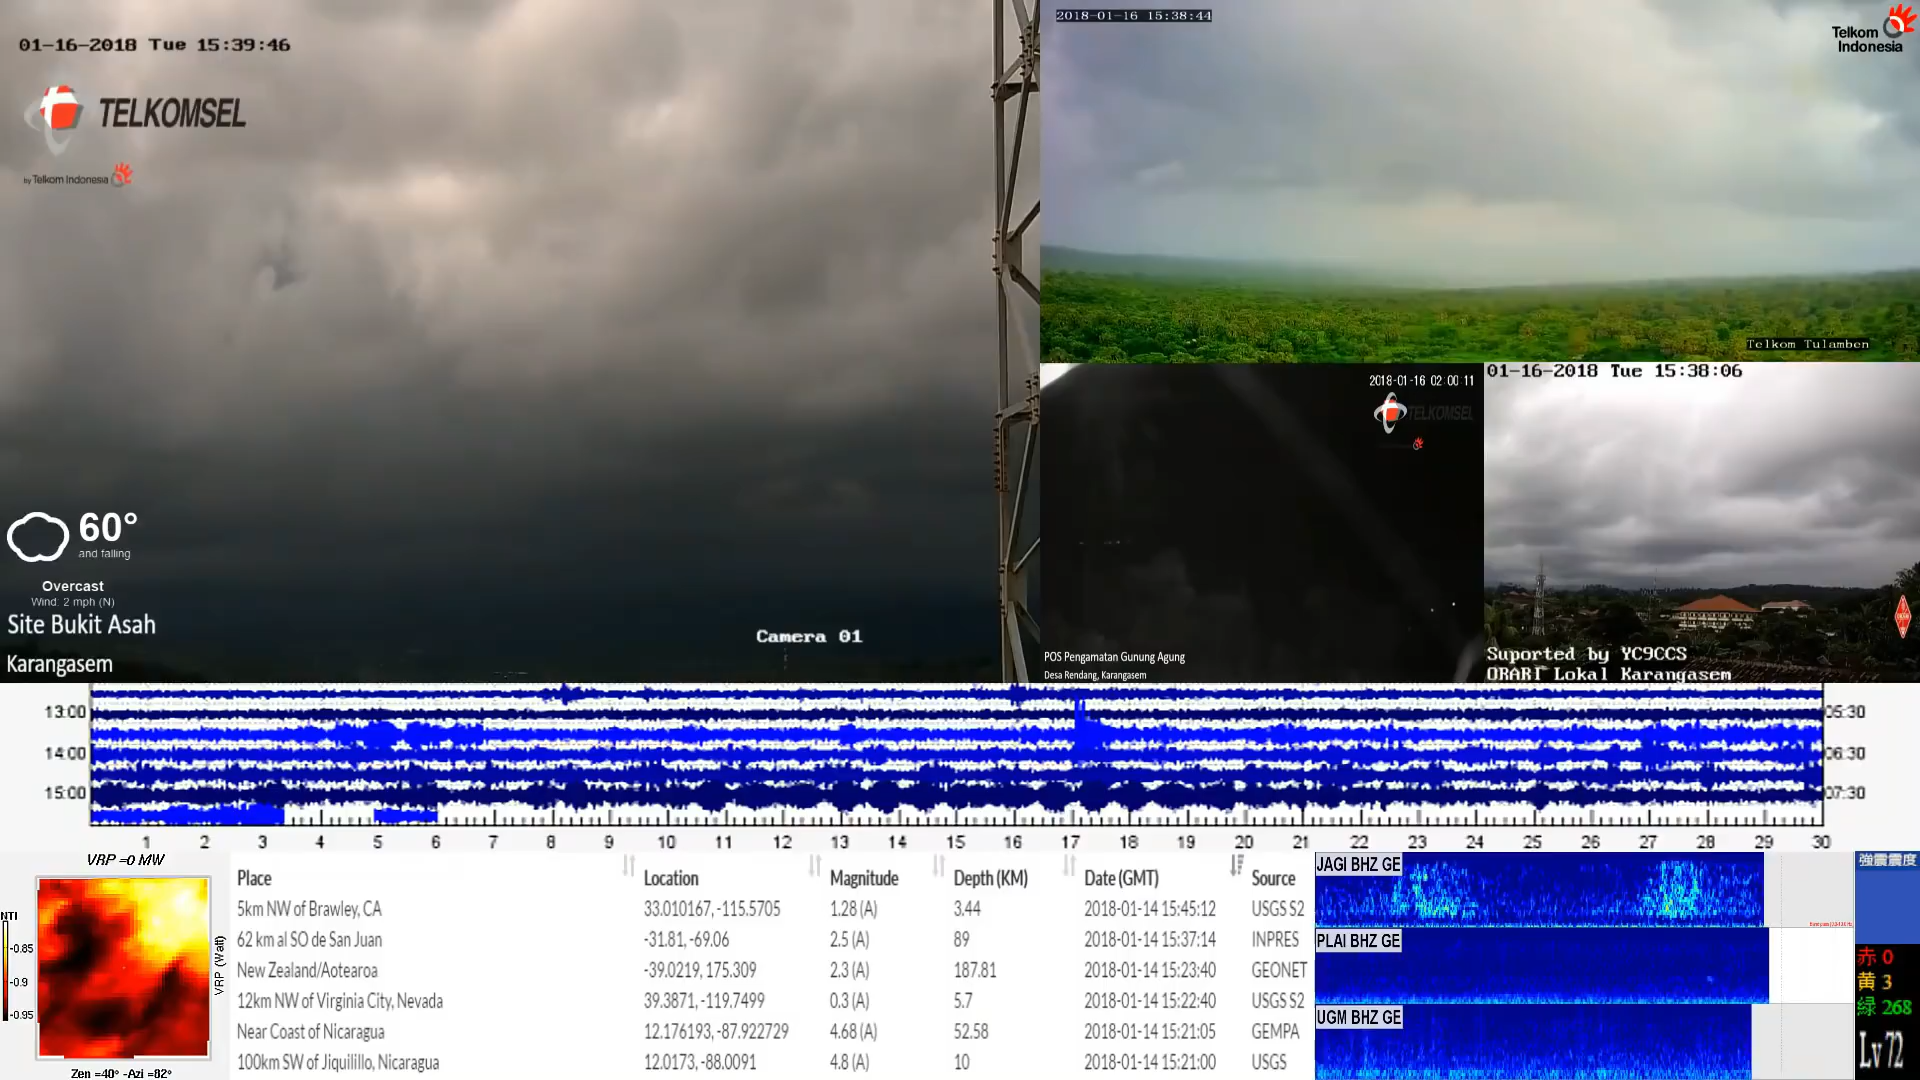 01-16-2018 Tue 15:39:46
TELKOMSEL
by Telkom Indonesia
60°
and falling
Overcast
Wind: 2 mph (N)
Site Bukit Asah
Karangasem
Camera 01
2018-01-16 15:38:44
Telkom
Indonesia
Telkom Tulamben
2018-01-16 02:00:11
TELKOMSEL
POS Pengamatan Gunung Agung
Desa Rendang, Karangasem
01-16-2018 Tue 15:38:06
Suported by YC9CCS
ORARI Lokal Karangasem
13:00 05:30
14:00 06:30
15:00 07:30
1 2 3 4 5 6 7 8 9 10 11 12 13 14 15 16 17 18 19 20 21 22 23 24 25 26 27 28 29 30
VRP =0 MW
NTI
-0.85
-0.9
-0.95
VRP (Watt)
Zen =40° -Azi =82°
Place Location Magnitude Depth (KM) Date (GMT) Source
5km NW of Brawley, CA 33.010167, -115.5705 1.28 (A) 3.44 2018-01-14 15:45:12 USGS S2
62 km al SO de San Juan -31.81, -69.06 2.5 (A) 89 2018-01-14 15:37:14 INPRES
New Zealand/Aotearoa -39.0219, 175.309 2.3 (A) 187.81 2018-01-14 15:23:40 GEONET
12km NW of Virginia City, Nevada 39.3871, -119.7499 0.3 (A) 5.7 2018-01-14 15:22:40 USGS S2
Near Coast of Nicaragua 12.176193, -87.922729 4.68 (A) 52.58 2018-01-14 15:21:05 GEMPA
100km SW of Jiquilillo, Nicaragua 12.0173, -88.0091 4.8 (A) 10 2018-01-14 15:21:00 USGS
JAGI BHZ GE
PLAI BHZ GE
UGM BHZ GE
強震震度
赤 0
黄 3
緑 268
Lv 72